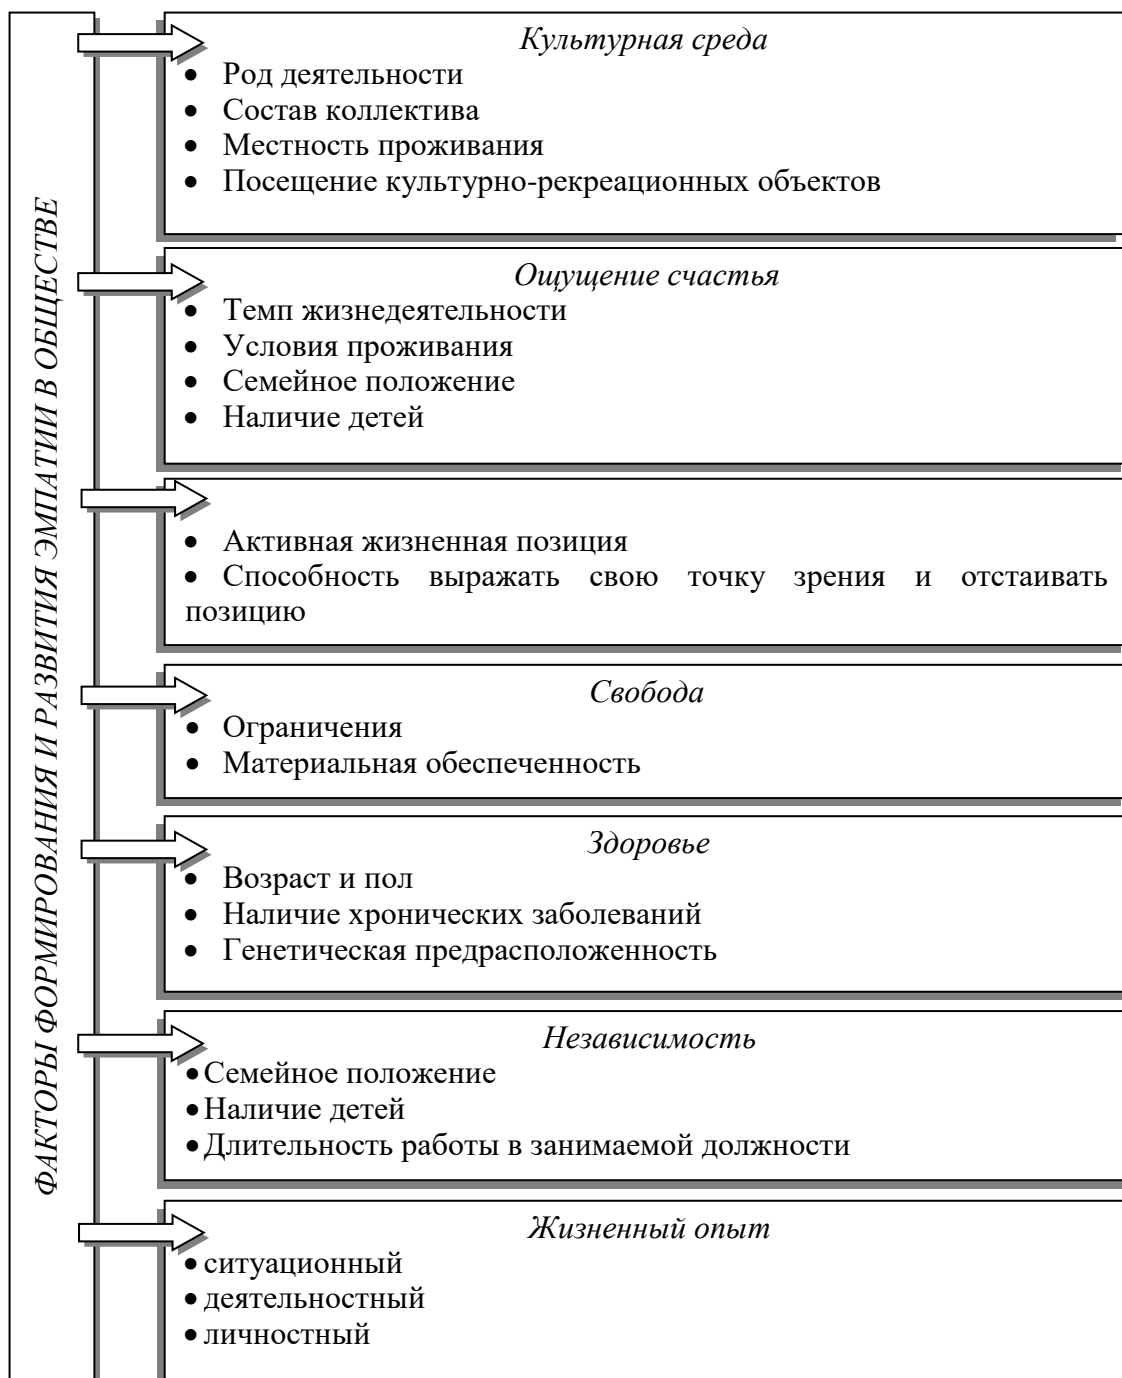 ФАКТОРЫ ФОРМИРОВАНИЯ И РАЗВИТИЯ ЭМПАТИИ В ОБЩЕСТВЕ
Культурная среда
• Род деятельности
• Состав коллектива
• Местность проживания
• Посещение культурно-рекреационных объектов
Ощущение счастья
• Темп жизнедеятельности
• Условия проживания
• Семейное положение
• Наличие детей
• Активная жизненная позиция
• Способность выражать свою точку зрения и отстаивать
позицию
Свобода
• Ограничения
• Материальная обеспеченность
Здоровье
• Возраст и пол
• Наличие хронических заболеваний
• Генетическая предрасположенность
Независимость
• Семейное положение
• Наличие детей
• Длительность работы в занимаемой должности
Жизненный опыт
• ситуационный
• деятельностный
• личностный